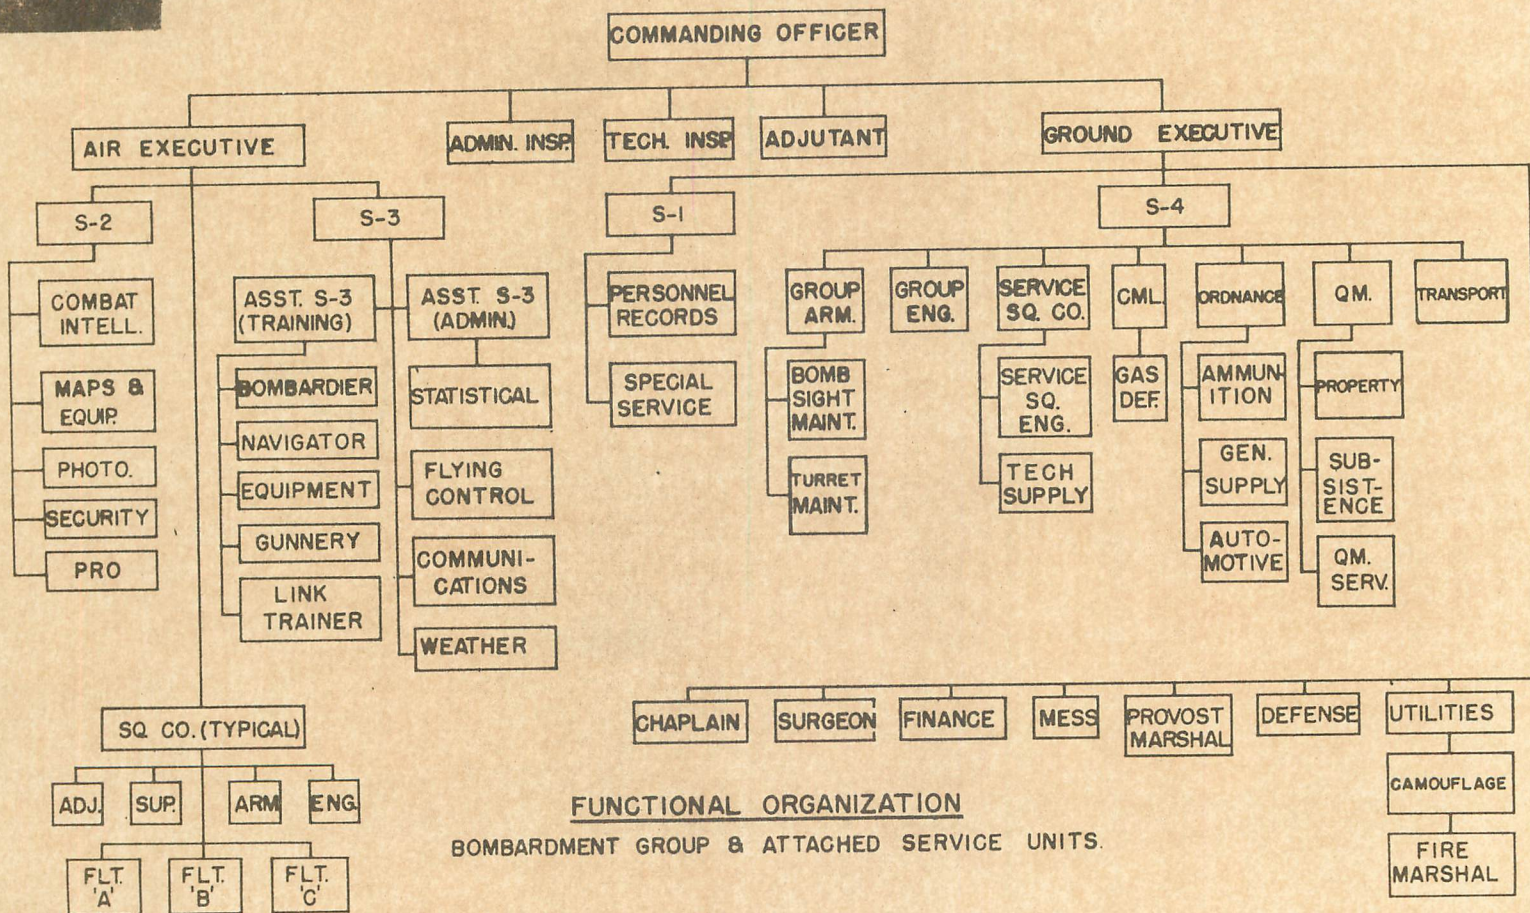 COMMANDING OFFICER
AIR EXECUTIVE
ADMIN. INSP.
TECH. INSP.
ADJUTANT
GROUND EXECUTIVE
S-2
S-3
S-1
S-4
COMBAT
INTELL.
MAPS &
EQUIP.
PHOTO.
SECURITY
PRO
ASST. S-3
(TRAINING)
BOMBARDIER
NAVIGATOR
EQUIPMENT
GUNNERY
LINK
TRAINER
ASST. S-3
(ADMIN.)
STATISTICAL
FLYING
CONTROL
COMMUNI-
CATIONS
WEATHER
PERSONNEL
RECORDS
SPECIAL
SERVICE
GROUP
ARM.
BOMB
SIGHT
MAINT.
TURRET
MAINT.
GROUP
ENG.
SERVICE
SQ. CO.
SERVICE
SQ.
ENG.
TECH
SUPPLY
CML.
GAS
DEF.
ORDNANCE
AMMUN-
ITION
GEN.
SUPPLY
AUTO-
MOTIVE
QM.
PROPERTY
SUB-
SIST-
ENCE
QM.
SERV.
TRANSPORT
SQ. CO. (TYPICAL)
ADJ.
SUP.
ARM
ENG.
FLT.
'A'
FLT.
'B'
FLT.
'C'
CHAPLAIN
SURGEON
FINANCE
MESS
PROVOST
MARSHAL
DEFENSE
UTILITIES
CAMOUFLAGE
FIRE
MARSHAL
FUNCTIONAL ORGANIZATION
BOMBARDMENT GROUP & ATTACHED SERVICE UNITS.